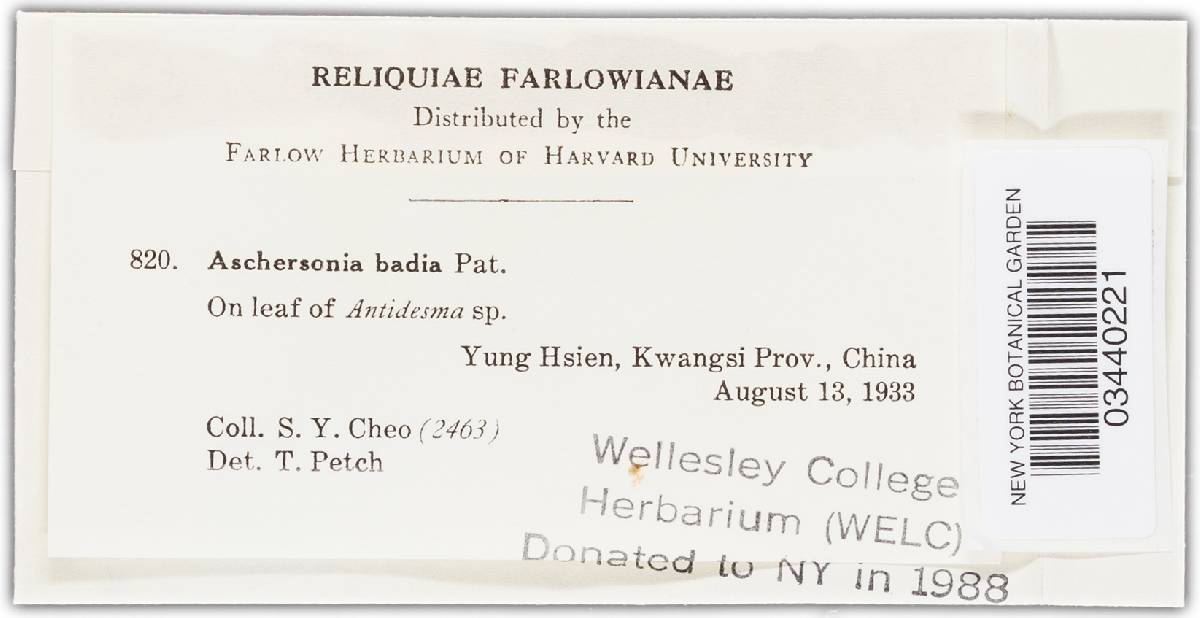 RELIQUIAE FARLOWIANAE
Distributed by the
FARLOW HERBARIUM OF HARVARD UNIVERSITY
820. Aschersonia badia Pat.
On leaf of Antidesma sp.
Yung Hsien, Kwangsi Prov., China
August 13, 1933
Coll. S. Y. Cheo (2463)
Det. T. Petch
Wellesley College
Herbarium (WELC)
Donated to NY in 1988
NEW YORK BOTANICAL GARDEN
03440221